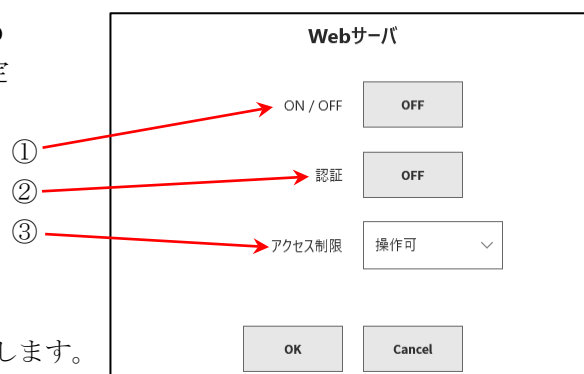 Webサーバ
ON / OFF OFF
①
認証 OFF
②
③
アクセス制限 操作可
します。
OK Cancel